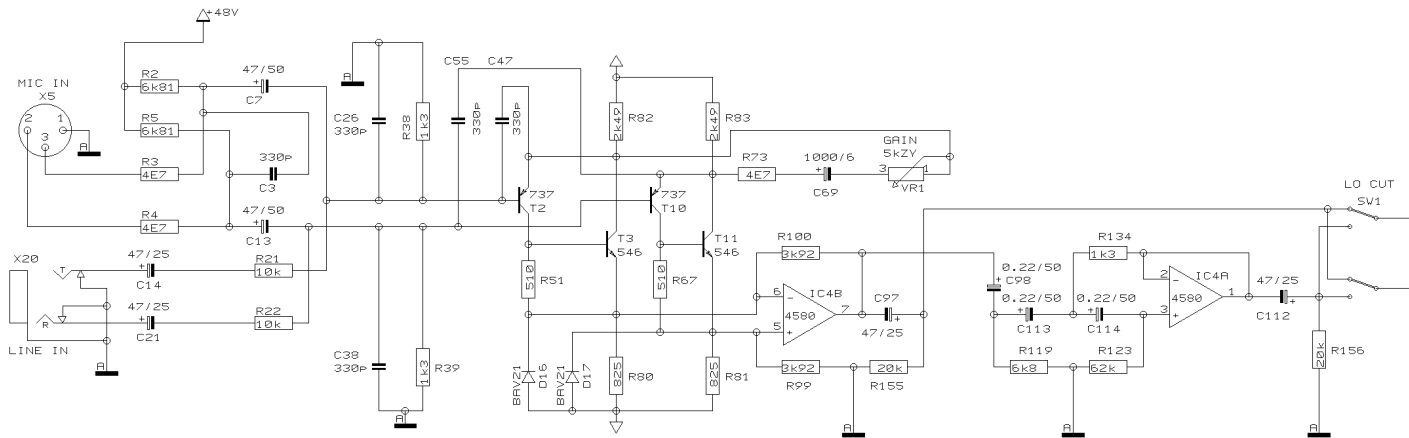 +48V
MIC IN
X5
2
1
3
A
R2
6k81
R5
6k81
R3
4E7
R4
4E7
47/50
+
C7
330p
C3
47/50
+
C13
X20
T
R
LINE IN
A
47/25
+
C14
47/25
+
C21
R21
10k
R22
10k
A
C26
330p
R38
1k3
C38
330p
R39
1k3
A
C55
330p
C47
330p
737
T2
737
T10
R82
2k49
R83
2k49
T3
546
T11
546
R51
510
R67
510
BAV21
D16
BAV21
D17
R80
825
R81
825
R73
4E7
1000/6
+
C69
GAIN
5kZY
3
1
VR1
R100
3k92
6
-
5
+
IC4B
4580
7
C97
+
47/25
3k92
R99
20k
R155
A
0.22/50
+
C98
0.22/50
+
C113
0.22/50
+
C114
R134
1k3
2
-
3
+
IC4A
4580
1
47/25
+
C112
R119
6k8
R123
62k
A
LO CUT
SW1
R156
20k
A